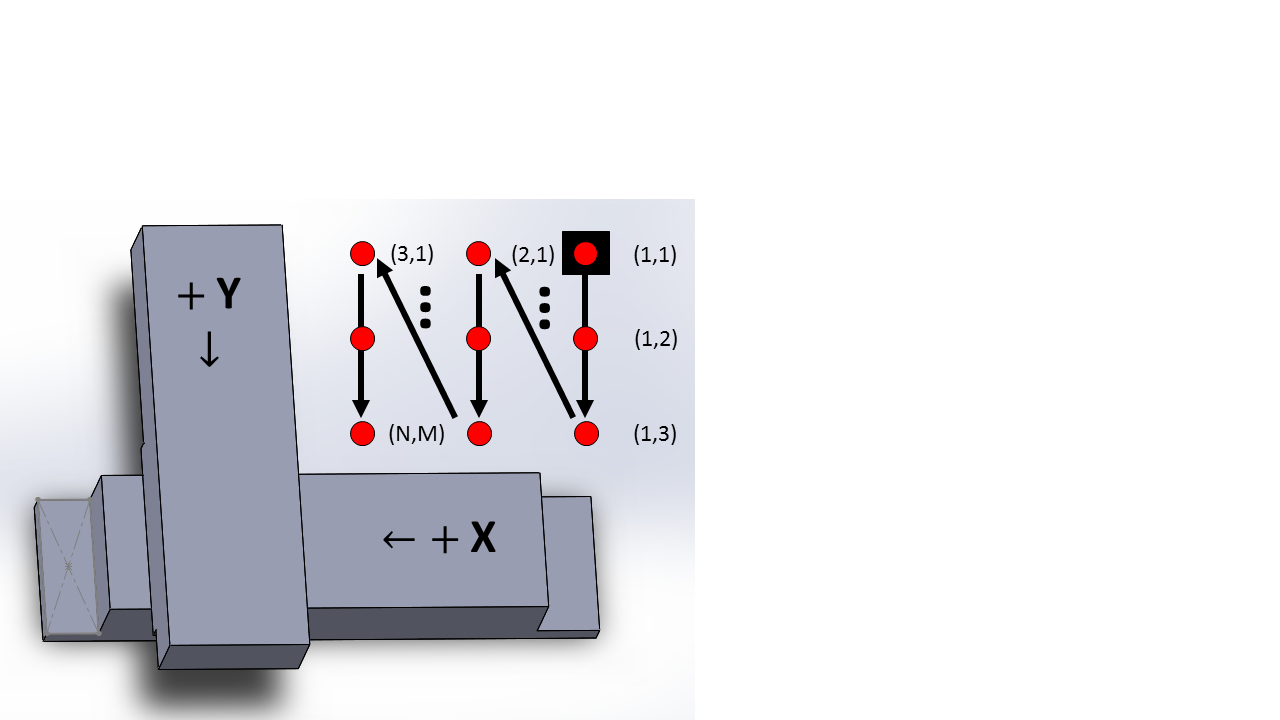 (3,1) (2,1) (1,1)
+ Y
↓
(1,2)
(N,M) (1,3)
← + X